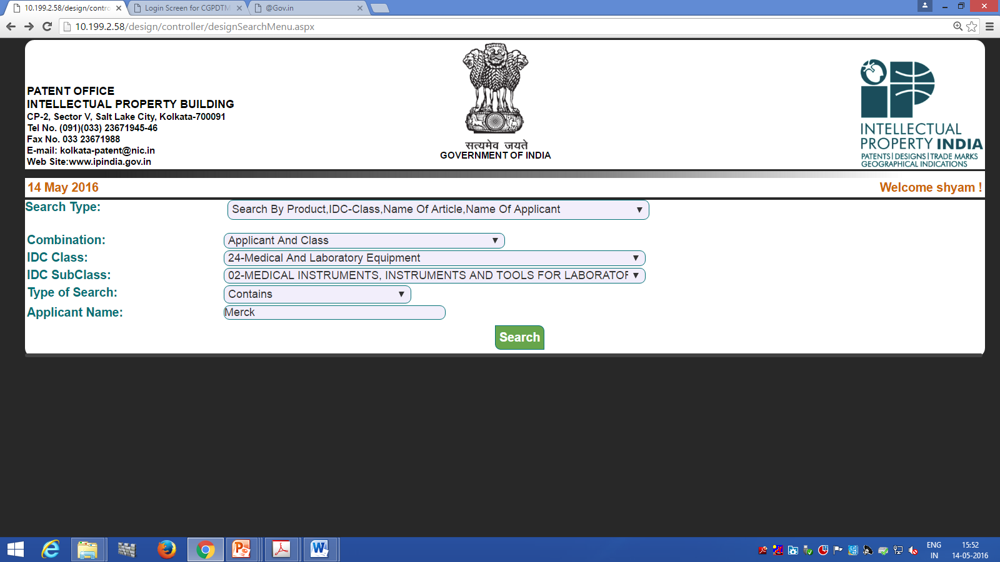 10.199.2.58/design/contro
Login Screen for CGPDTM
@Gov.in
10.199.2.58/design/controller/designSearchMenu.aspx
PATENT OFFICE
INTELLECTUAL PROPERTY BUILDING
CP-2, Sector V, Salt Lake City, Kolkata-700091
Tel No. (091)(033) 23671945-46
Fax No. 033 23671988
E-mail: kolkata-patent@nic.in
Web Site:www.ipindia.gov.in
सत्यमेव जयते
GOVERNMENT OF INDIA
INTELLECTUAL
PROPERTY INDIA
PATENTS|DESIGNS|TRADE MARKS
GEOGRAPHICAL INDICATIONS
14 May 2016
Welcome shyam !
Search Type:
Search By Product,IDC-Class,Name Of Article,Name Of Applicant
Combination:
Applicant And Class
IDC Class:
24-Medical And Laboratory Equipment
IDC SubClass:
02-MEDICAL INSTRUMENTS, INSTRUMENTS AND TOOLS FOR LABORATOR
Type of Search:
Contains
Applicant Name:
Merck
Search
ENG
IN
15:52
14-05-2016